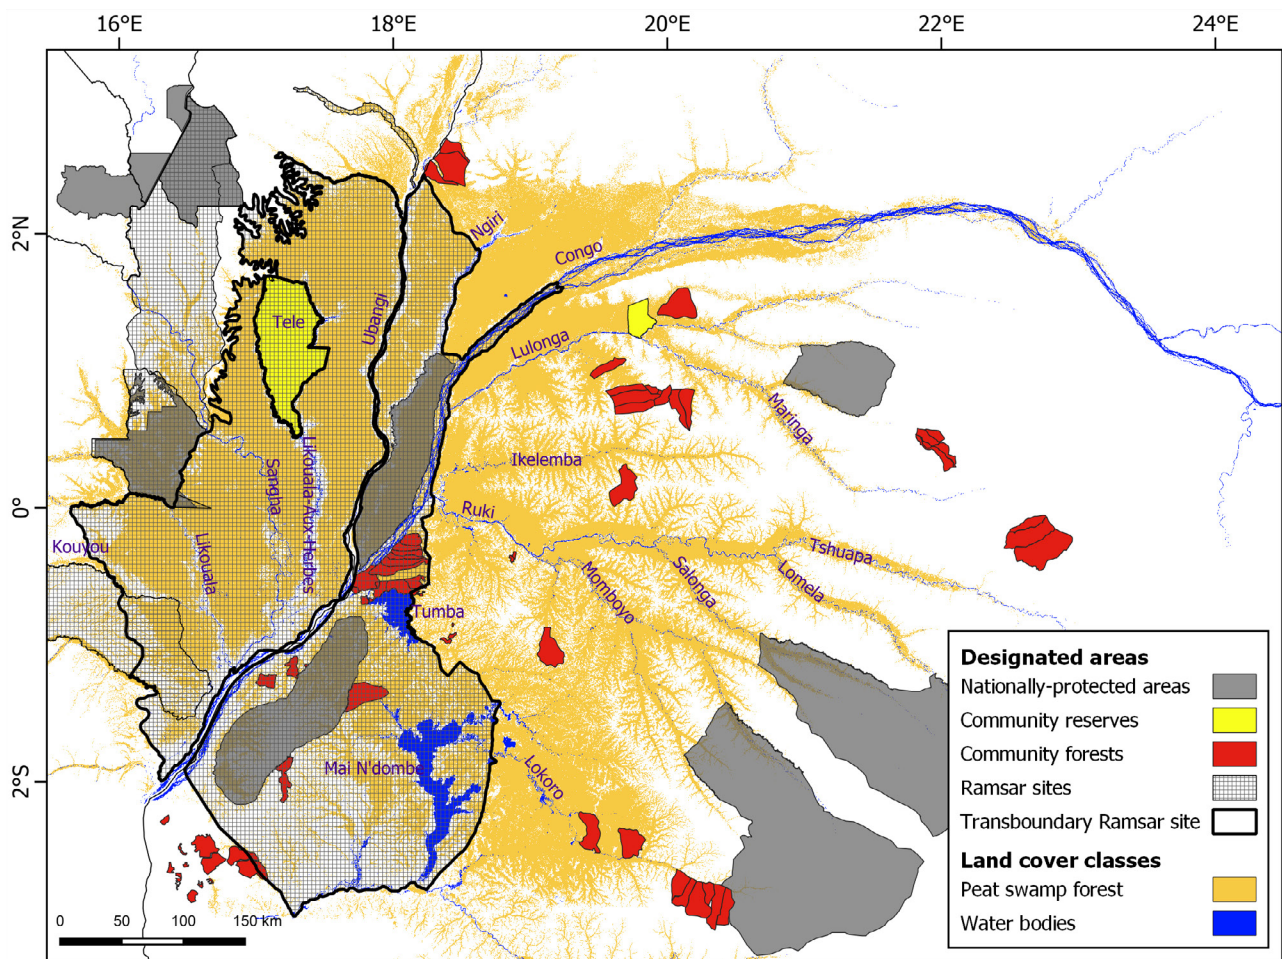 16°E 18°E 20°E 22°E 24°E
2°N
0°
2°S
Ngiri
Congo
Ubangi
Tele
Lulonga
Maringa
Ikelemba
Likouala-Aux-Herbes
Sangha
Ruki
Kouyou
Likouala
Tshuapa
Salonga
Lomela
Momboyo
Tumba
Mai N'dombe
Lokoro
Designated areas
Nationally-protected areas
Community reserves
Community forests
Ramsar sites
Transboundary Ramsar site
Land cover classes
Peat swamp forest
Water bodies
0 50 100 150 km